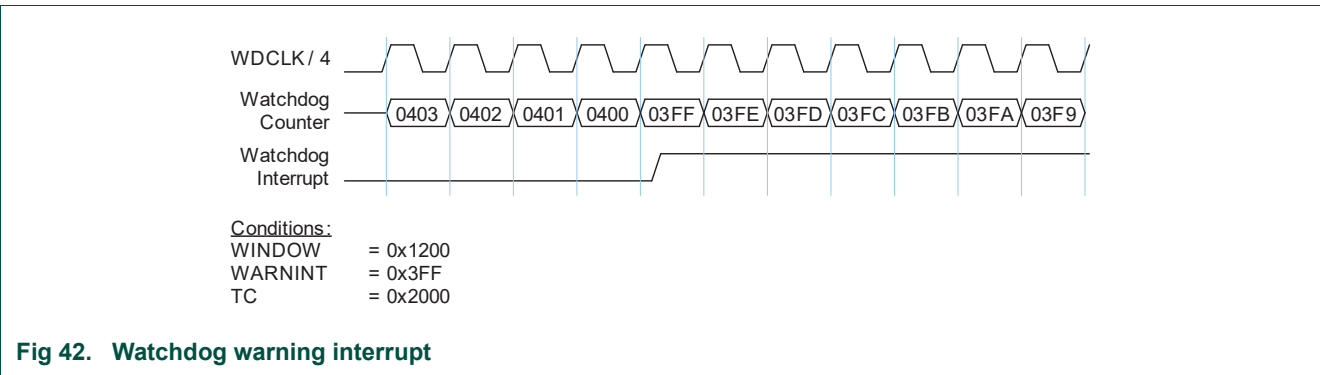 WDCLK / 4
Watchdog
Counter
0403 0402 0401 0400 03FF 03FE 03FD 03FC 03FB 03FA 03F9
Watchdog
Interrupt
Conditions:
WINDOW = 0x1200
WARNINT = 0x3FF
TC = 0x2000
Fig 42. Watchdog warning interrupt